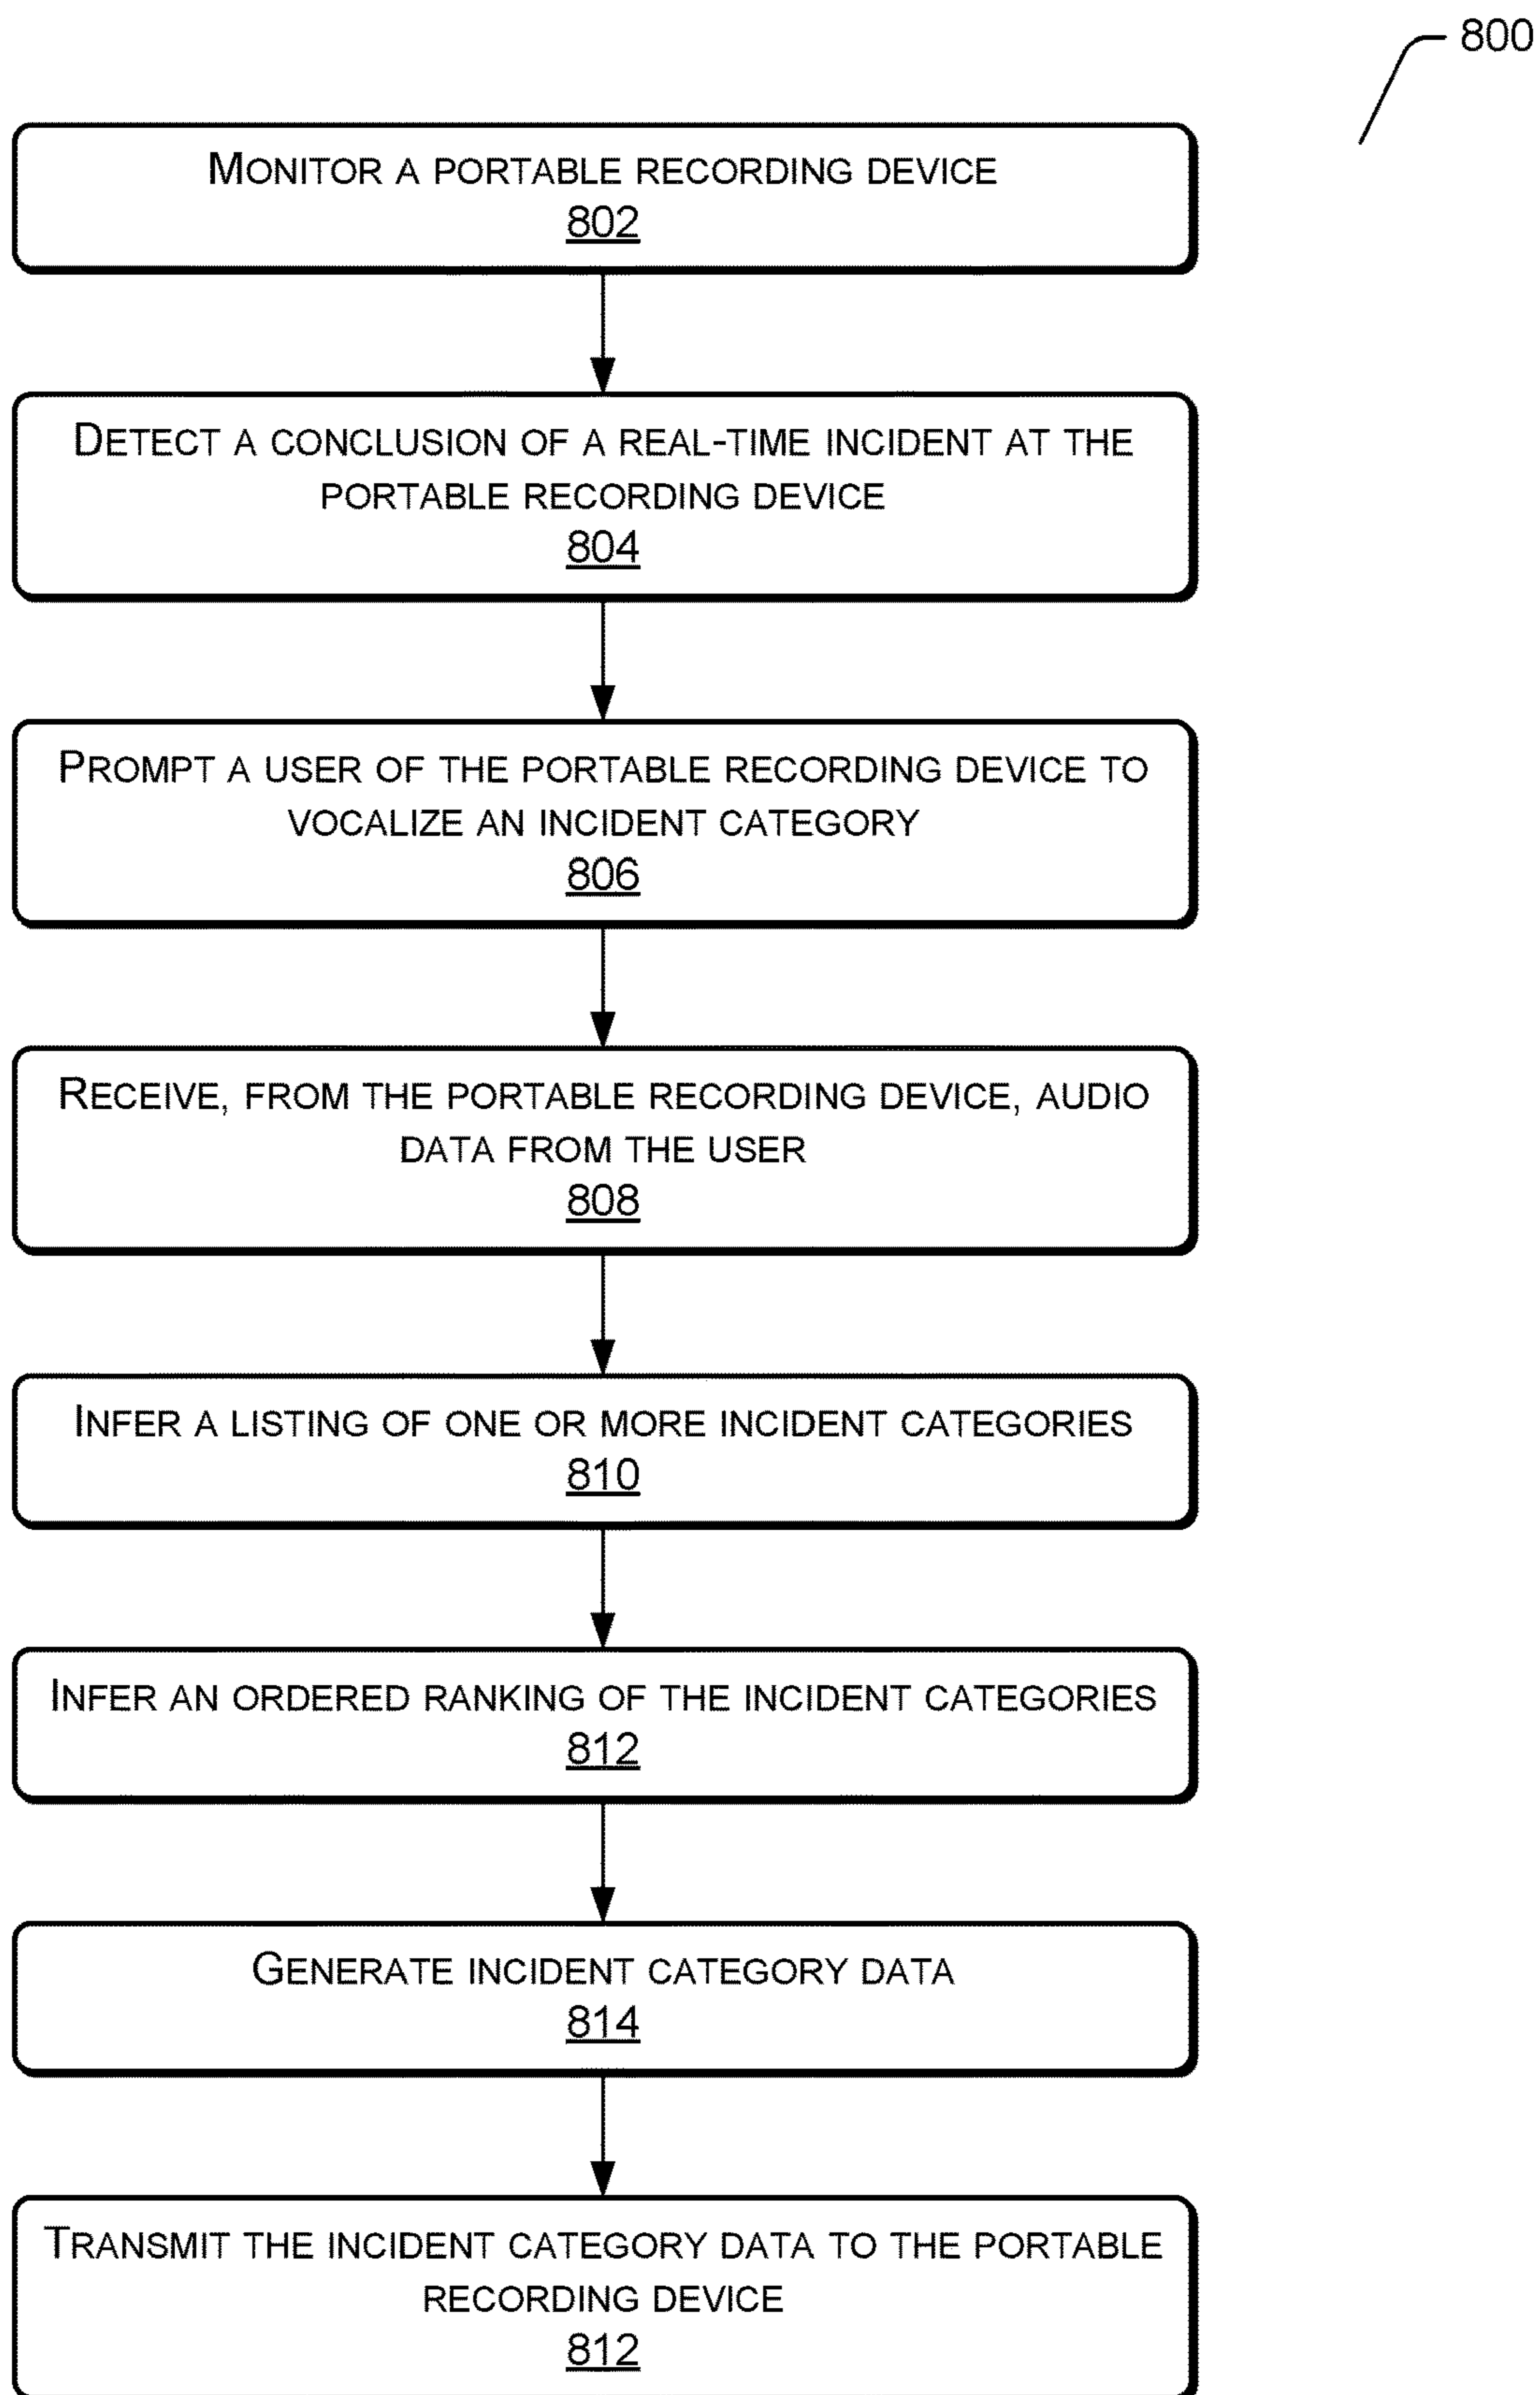 800
MONITOR A PORTABLE RECORDING DEVICE
802
DETECT A CONCLUSION OF A REAL-TIME INCIDENT AT THE
PORTABLE RECORDING DEVICE
804
PROMPT A USER OF THE PORTABLE RECORDING DEVICE TO
VOCALIZE AN INCIDENT CATEGORY
806
RECEIVE, FROM THE PORTABLE RECORDING DEVICE, AUDIO
DATA FROM THE USER
808
INFER A LISTING OF ONE OR MORE INCIDENT CATEGORIES
810
INFER AN ORDERED RANKING OF THE INCIDENT CATEGORIES
812
GENERATE INCIDENT CATEGORY DATA
814
TRANSMIT THE INCIDENT CATEGORY DATA TO THE PORTABLE
RECORDING DEVICE
812